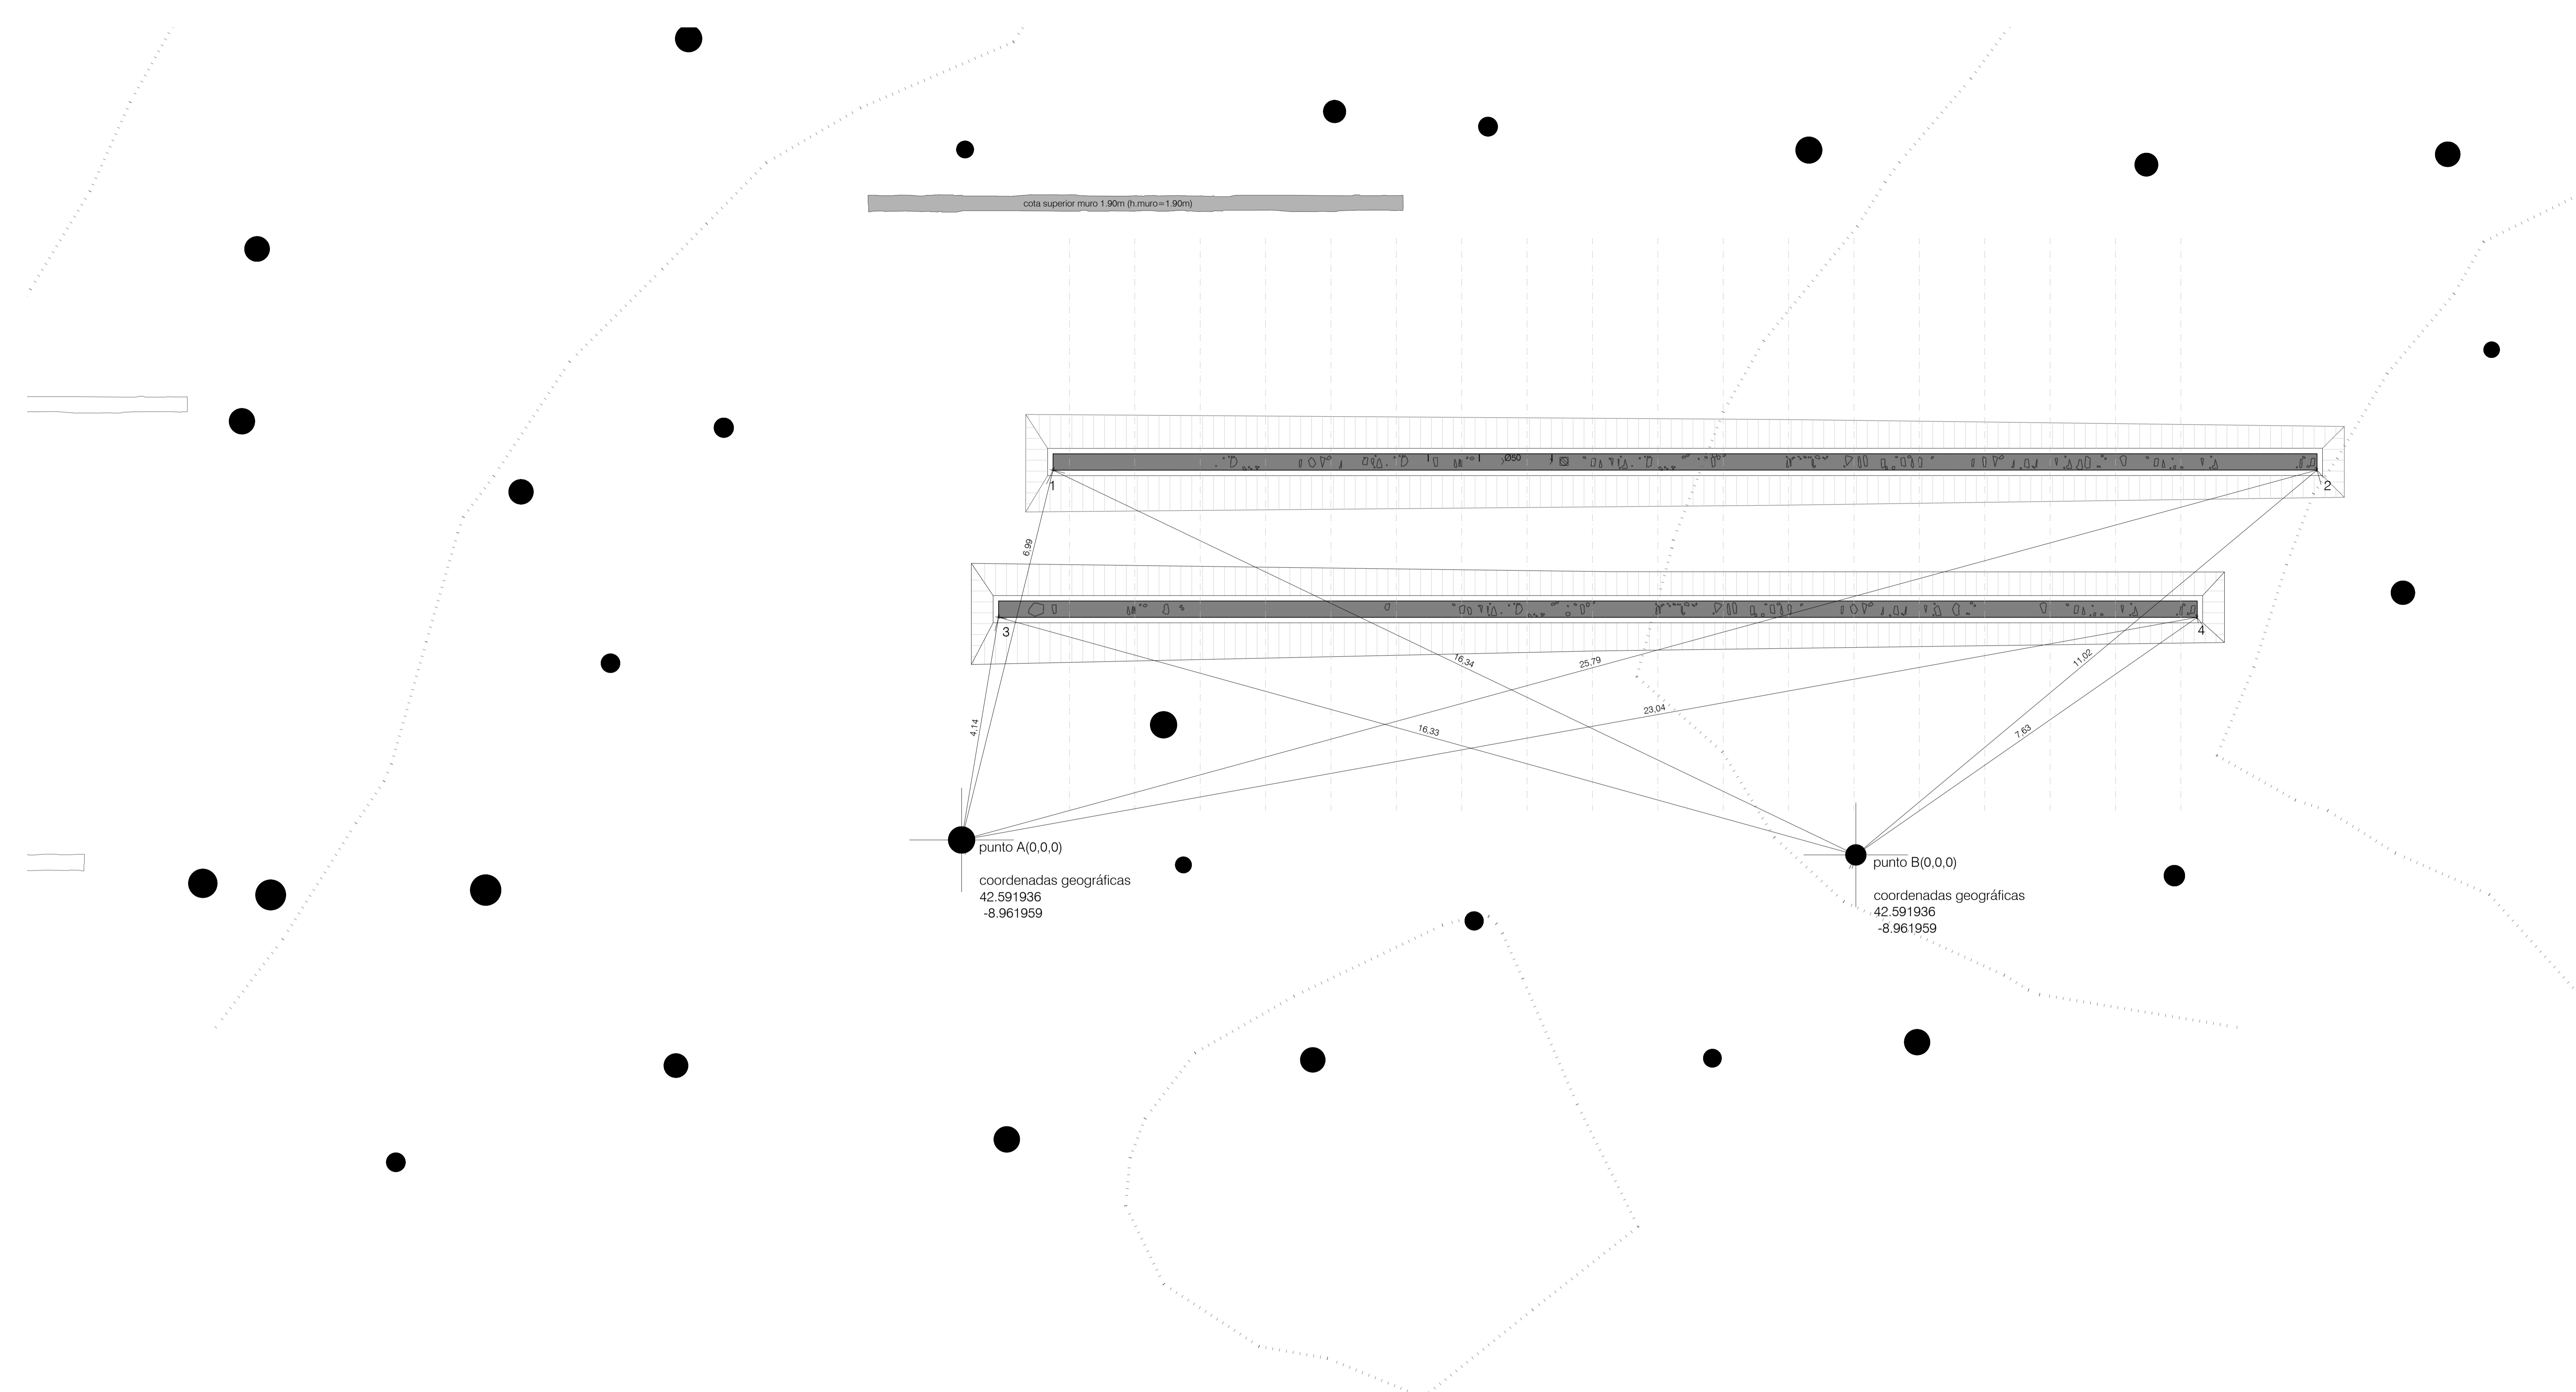 cota superior muro 1.90m (h.muro=1.90m)
Ø50
1
2
6,99
3
4
16,34
25,79
11,02
23,04
4,14
16,33
7,63
punto A(0,0,0)
coordenadas geográficas
42.591936
-8.961959
punto B(0,0,0)
coordenadas geográficas
42.591936
-8.961959